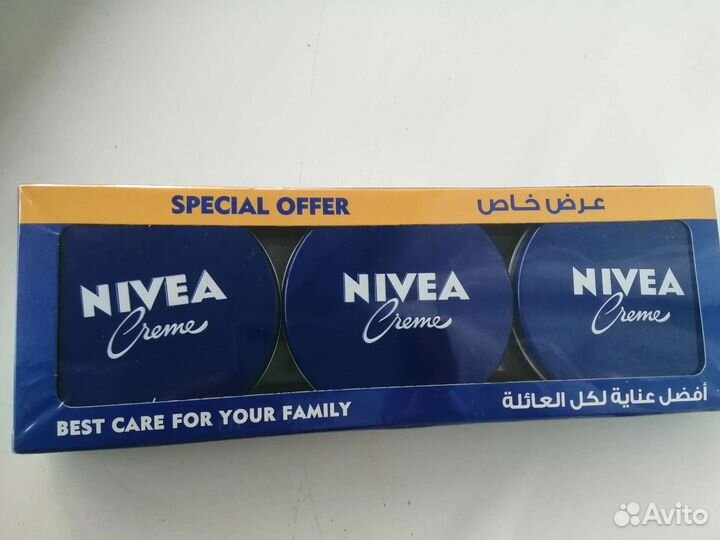 SPECIAL OFFER عرض خاص
NIVEA NIVEA NIVEA
Creme Creme Creme
BEST CARE FOR YOUR FAMILY أفضل عناية لكل العائلة
Avito